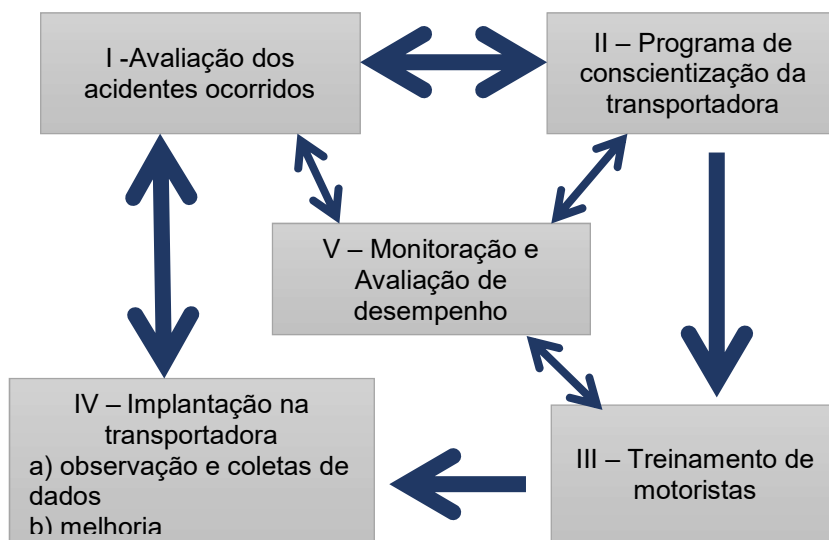 I -Avaliação dos
acidentes ocorridos
II – Programa de
conscientização da
transportadora
V – Monitoração e
Avaliação de
desempenho
IV – Implantação na
transportadora
a) observação e coletas de
dados
b) melhoria
III – Treinamento de
motoristas